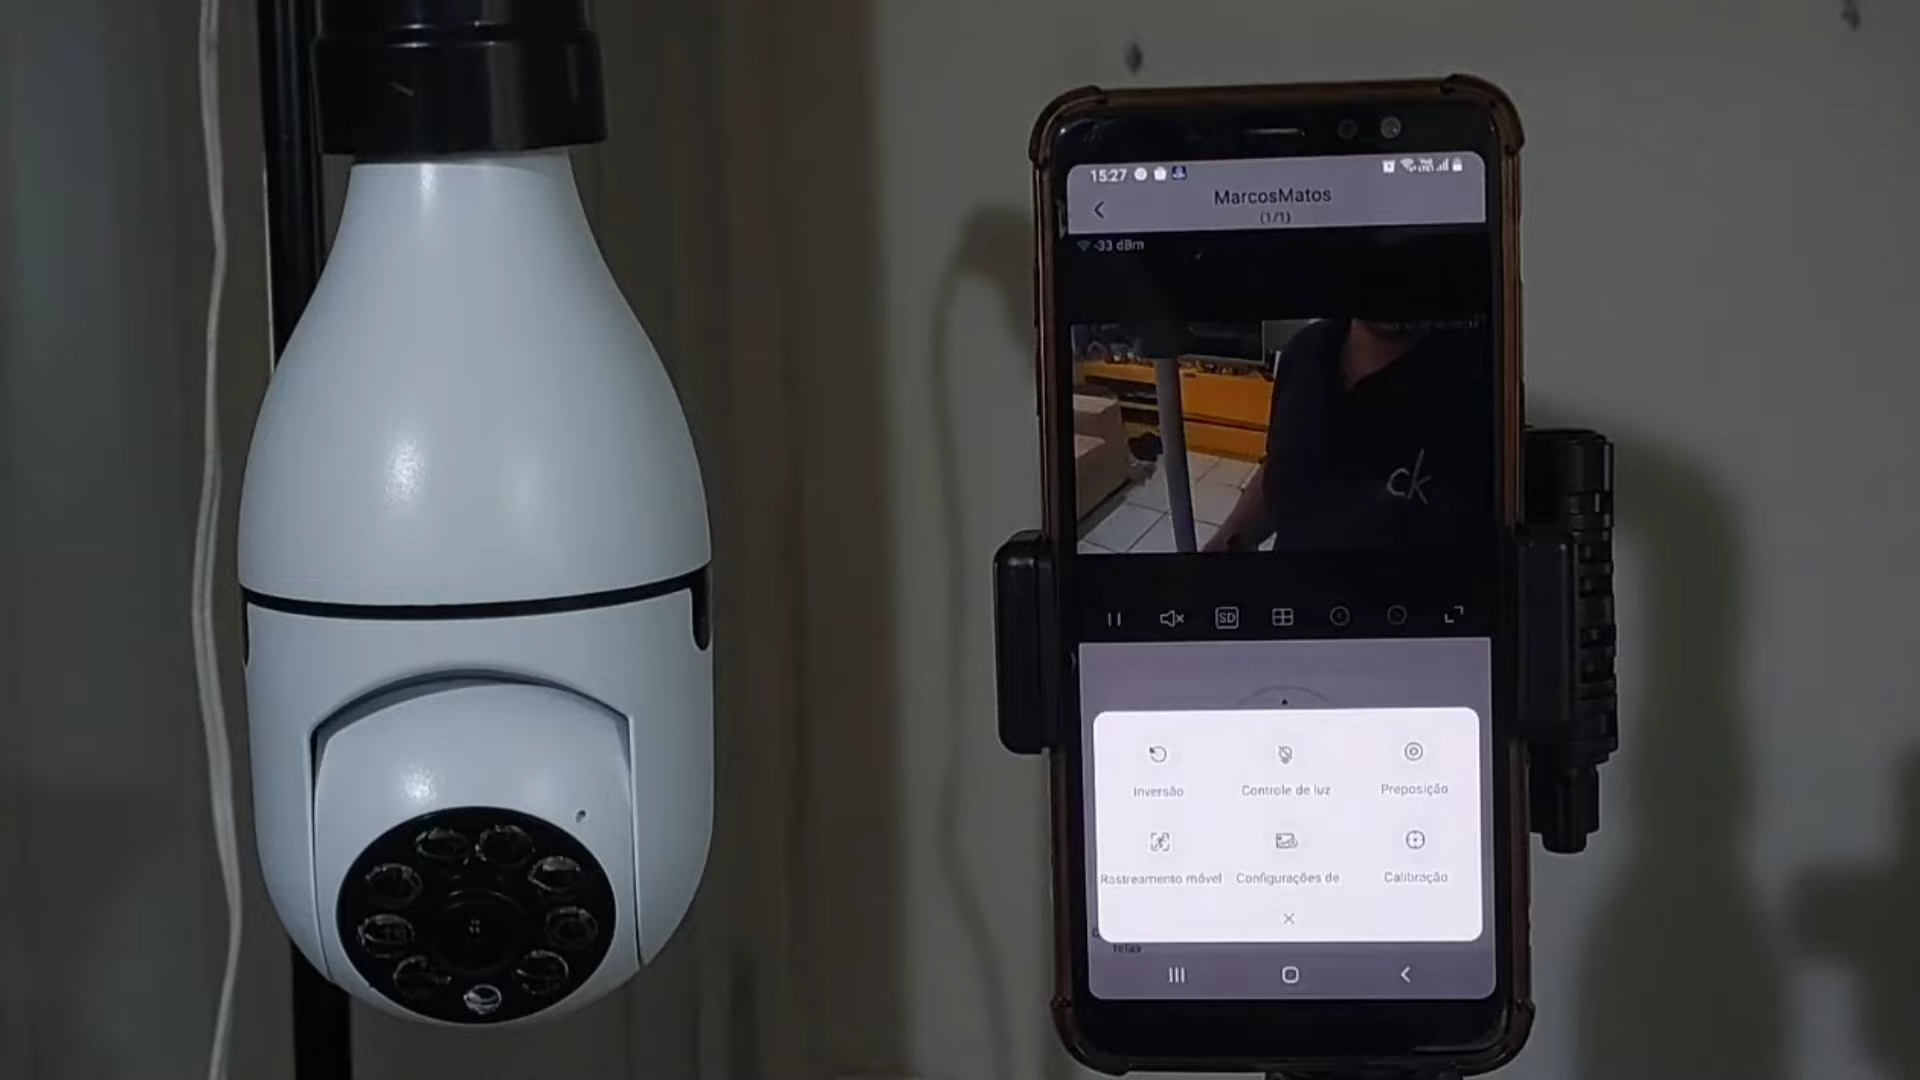 15:27
MarcosMatos
(1/1)
-33 dBm
ck
SD
Inversão
Controle de luz
Preposição
Rastreamento móvel
Configurações de
Calibração
telas